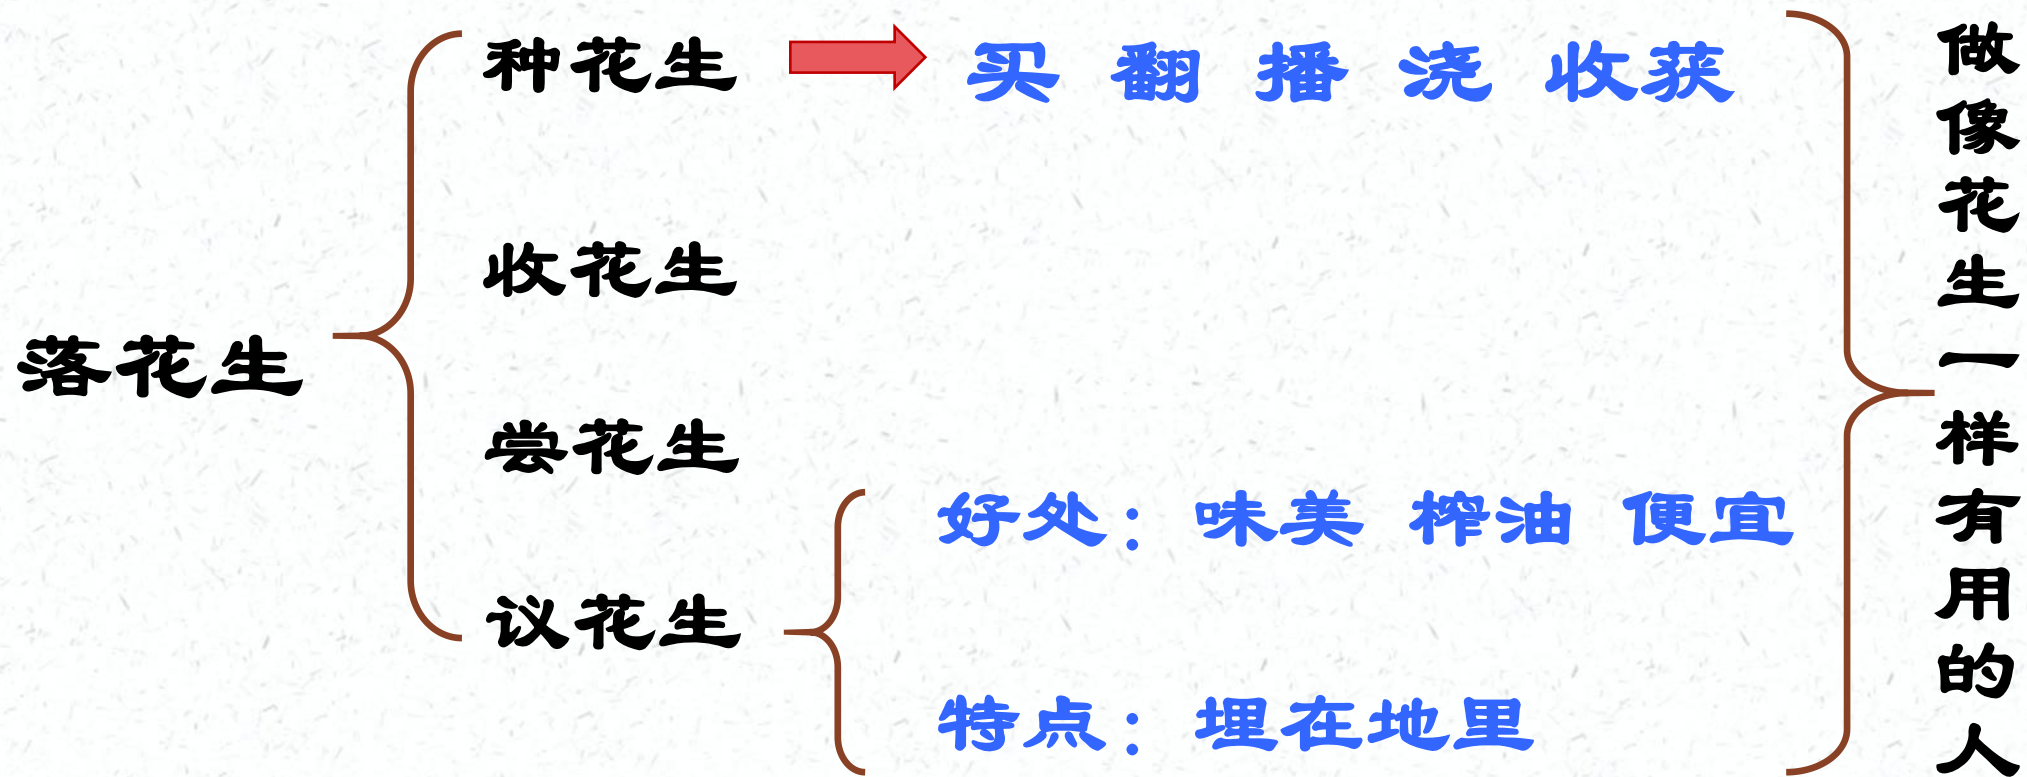 落花生
种花生
买 翻 播 浇 收获
收花生
尝花生
议花生
好处：味美 榨油 便宜
特点：埋在地里
做像花生一样有用的人